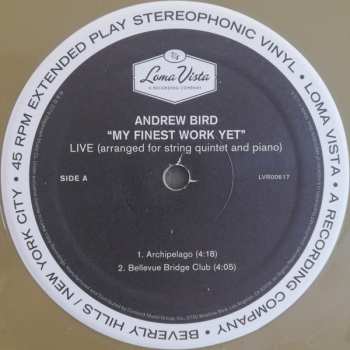 45 RPM EXTENDED PLAY STEREOPHONIC VINYL • LOMA VISTA • A RECORDING COMPANY • BEVERLY HILLS / NEW YORK CITY •
Loma Vista
A RECORDING COMPANY
ANDREW BIRD
"MY FINEST WORK YET"
LIVE (arranged for string quintet and piano)
SIDE A
LVR00617
1. Archipelago (4:18)
2. Bellevue Bridge Club (4:05)